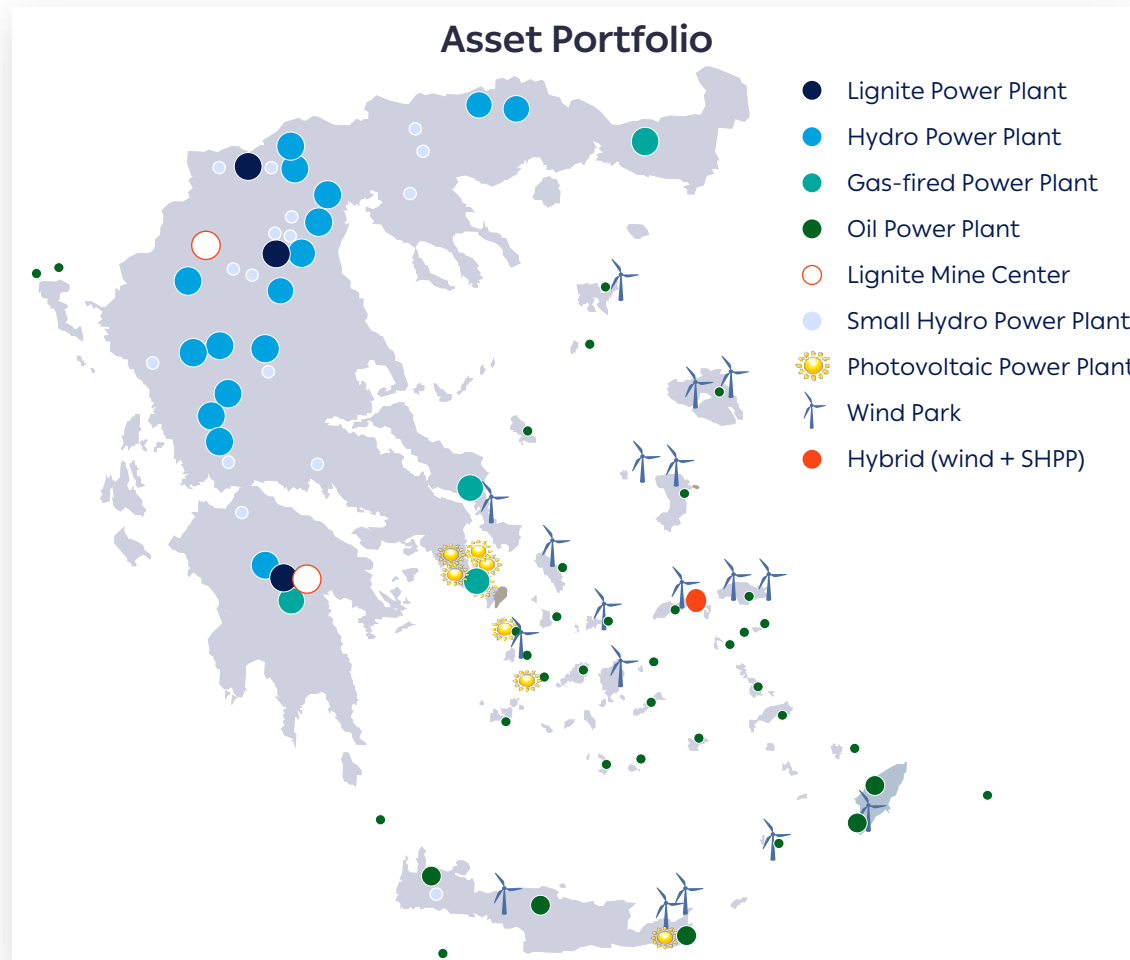 Asset Portfolio
Lignite Power Plant
Hydro Power Plant
Gas-fired Power Plant
Oil Power Plant
Lignite Mine Center
Small Hydro Power Plant
Photovoltaic Power Plant
Wind Park
Hybrid (wind + SHPP)